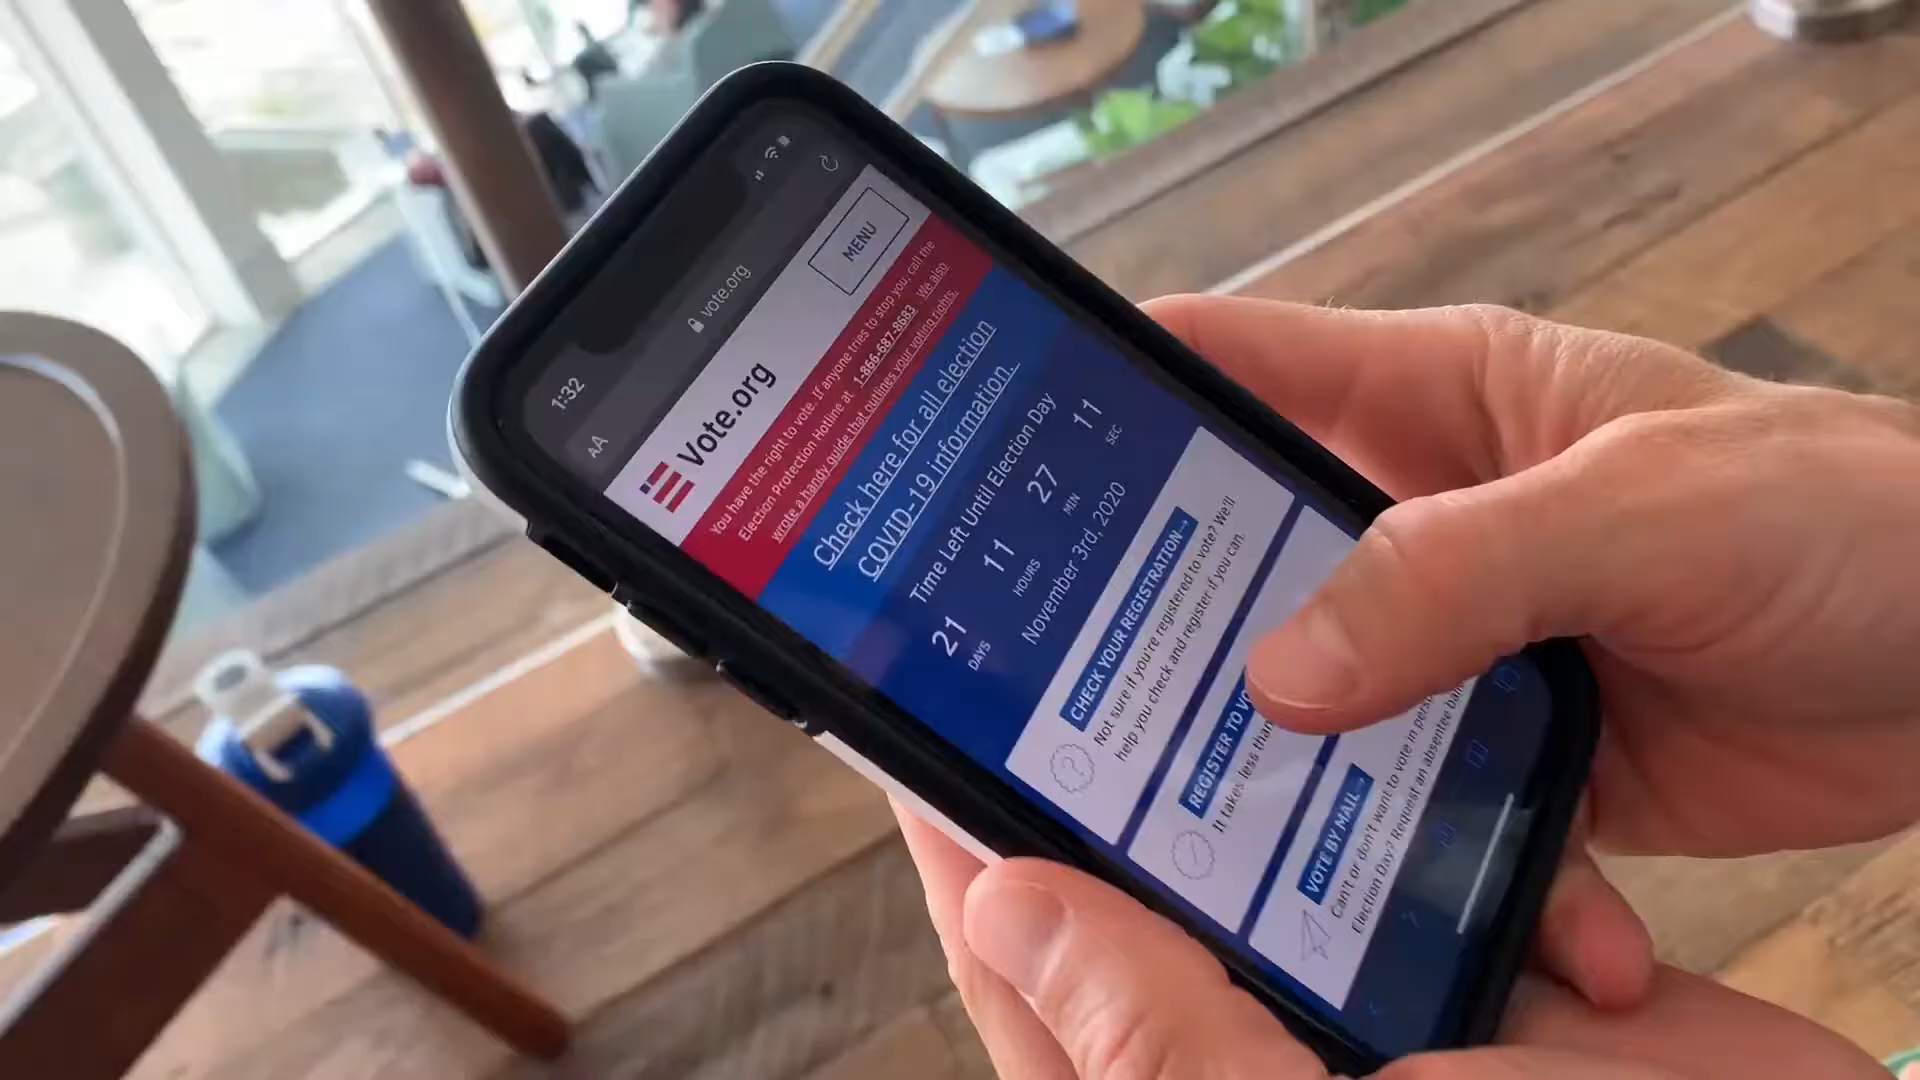 1:32
AA
vote.org
Vote.org
MENU
You have the right to vote. If anyone tries to stop you, call the
Election Protection Hotline at 1-866-687-8683. We also
wrote a handy guide that outlines your voting rights.
Check here for all election
COVID-19 information.
Time Left Until Election Day
21 11 27 11
DAYS HOURS MIN SEC
November 3rd, 2020
CHECK YOUR REGISTRATION→
Not sure if you're registered to vote? We'll
help you check and register if you can.
REGISTER TO
It takes less than
VOTE BY MAIL→
Can't or don't want to vote in
Election Day? Request an absentee